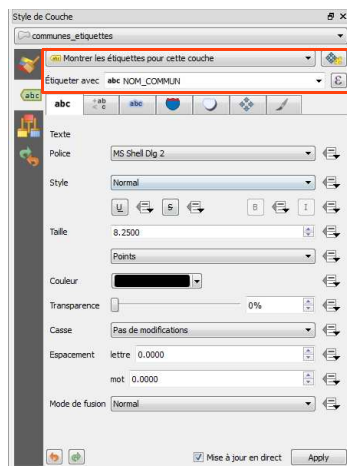 Style de Couche
communes_etiquettes
Montrer les étiquettes pour cette couche
Étiqueter avec abc NOM_COMMUN ε
abc
abc +ab < c abc
Texte
Police MS Shell Dlg 2
Style Normal
U S B I
Taille 8.2500
Points
Couleur
Transparence 0%
Casse Pas de modifications
Espacement lettre 0.0000
mot 0.0000
Mode de fusion Normal
Mise à jour en direct Apply